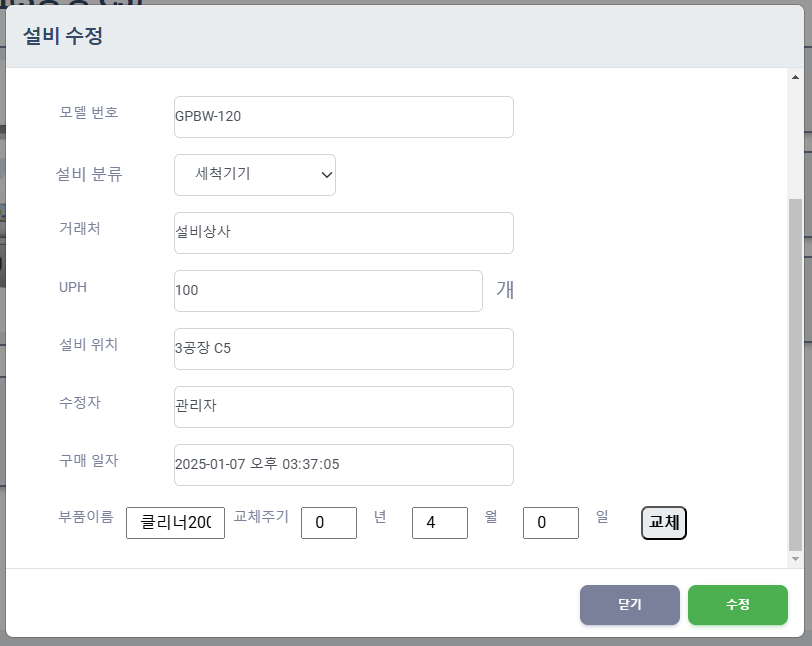 설비 수정
모델 번호 GPBW-120
설비 분류 세척기기
거래처 설비상사
UPH 100 개
설비 위치 3공장 C5
수정자 관리자
구매 일자 2025-01-07 오후 03:37:05
부품이름 클리너200 교체주기 0 년 4 월 0 일 교체
닫기 수정